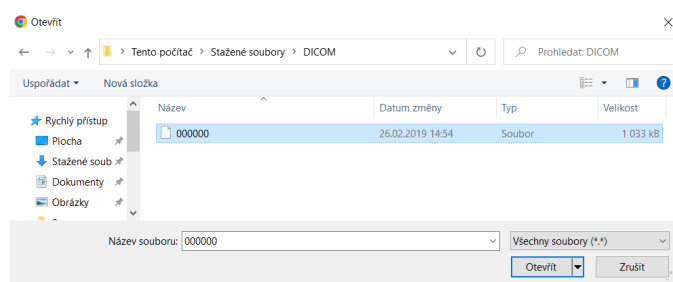 Otevřít
Tento počítač > Stažené soubory > DICOM
Prohledat: DICOM
Uspořádat
Nová složka
Název
Datum změny
Typ
Velikost
Rychlý přístup
000000
26.02.2019 14:54
Soubor
1 033 kB
Plocha
Stažené soub
Dokumenty
Obrázky
Název souboru:
000000
Všechny soubory (*.*)
Otevřít
Zrušit